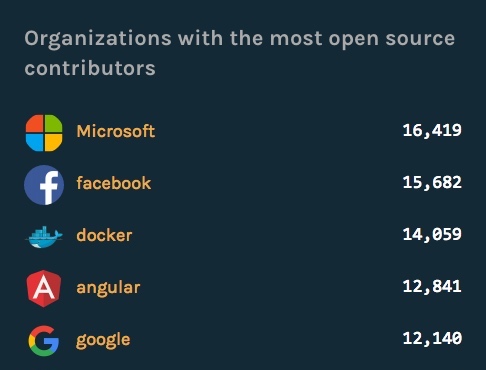 Organizations with the most open source
contributors
Microsoft 16,419
facebook 15,682
docker 14,059
angular 12,841
google 12,140